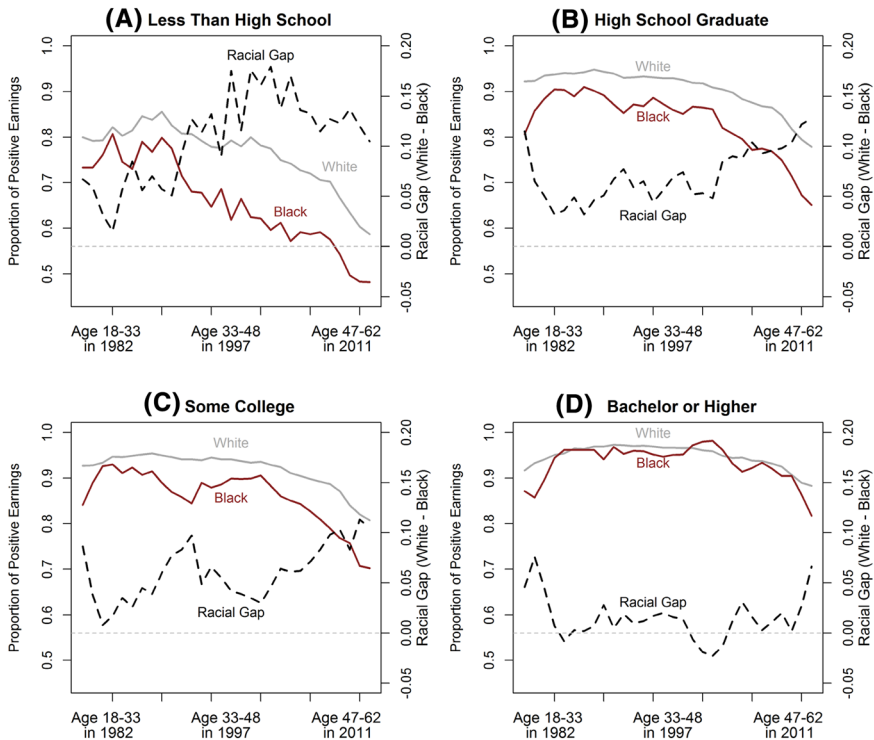 (A) Less Than High School
Proportion of Positive Earnings
1.0
0.9
0.8
0.7
0.6
0.5
Racial Gap
White
Black
0.20
0.15
0.10
0.05
0.00
-0.05
Racial Gap (White - Black)
Age 18-33
in 1982
Age 33-48
in 1997
Age 47-62
in 2011
(B) High School Graduate
Proportion of Positive Earnings
1.0
0.9
0.8
0.7
0.6
0.5
White
Black
Racial Gap
0.20
0.15
0.10
0.05
0.00
-0.05
Racial Gap (White - Black)
Age 18-33
in 1982
Age 33-48
in 1997
Age 47-62
in 2011
(C) Some College
Proportion of Positive Earnings
1.0
0.9
0.8
0.7
0.6
0.5
White
Black
Racial Gap
0.20
0.15
0.10
0.05
0.00
-0.05
Racial Gap (White - Black)
Age 18-33
in 1982
Age 33-48
in 1997
Age 47-62
in 2011
(D) Bachelor or Higher
Proportion of Positive Earnings
1.0
0.9
0.8
0.7
0.6
0.5
White
Black
Racial Gap
0.20
0.15
0.10
0.05
0.00
-0.05
Racial Gap (White - Black)
Age 18-33
in 1982
Age 33-48
in 1997
Age 47-62
in 2011